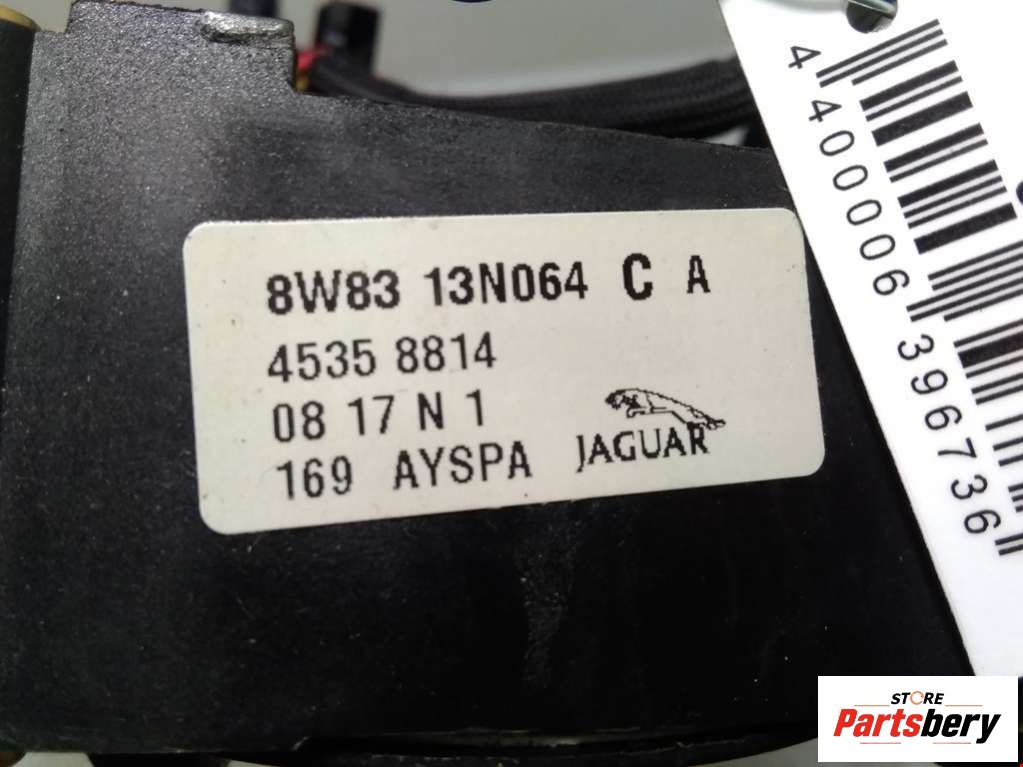 8W83 13N064 C A
4535 8814
08 17 N 1
169 AYSPA JAGUAR
4 400006 396736
STORE
Partsbery